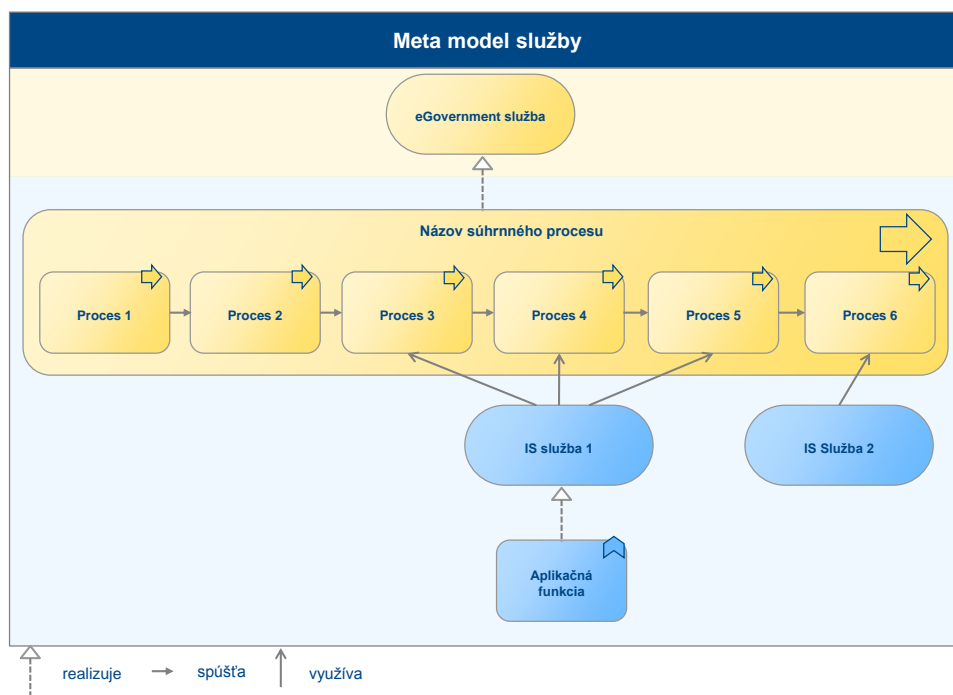 Meta model služby
eGovernment služba
Názov súhrnného procesu
Proces 1
Proces 2
Proces 3
Proces 4
Proces 5
Proces 6
IS služba 1
IS Služba 2
Aplikačná
funkcia
realizuje
spúšťa
využíva